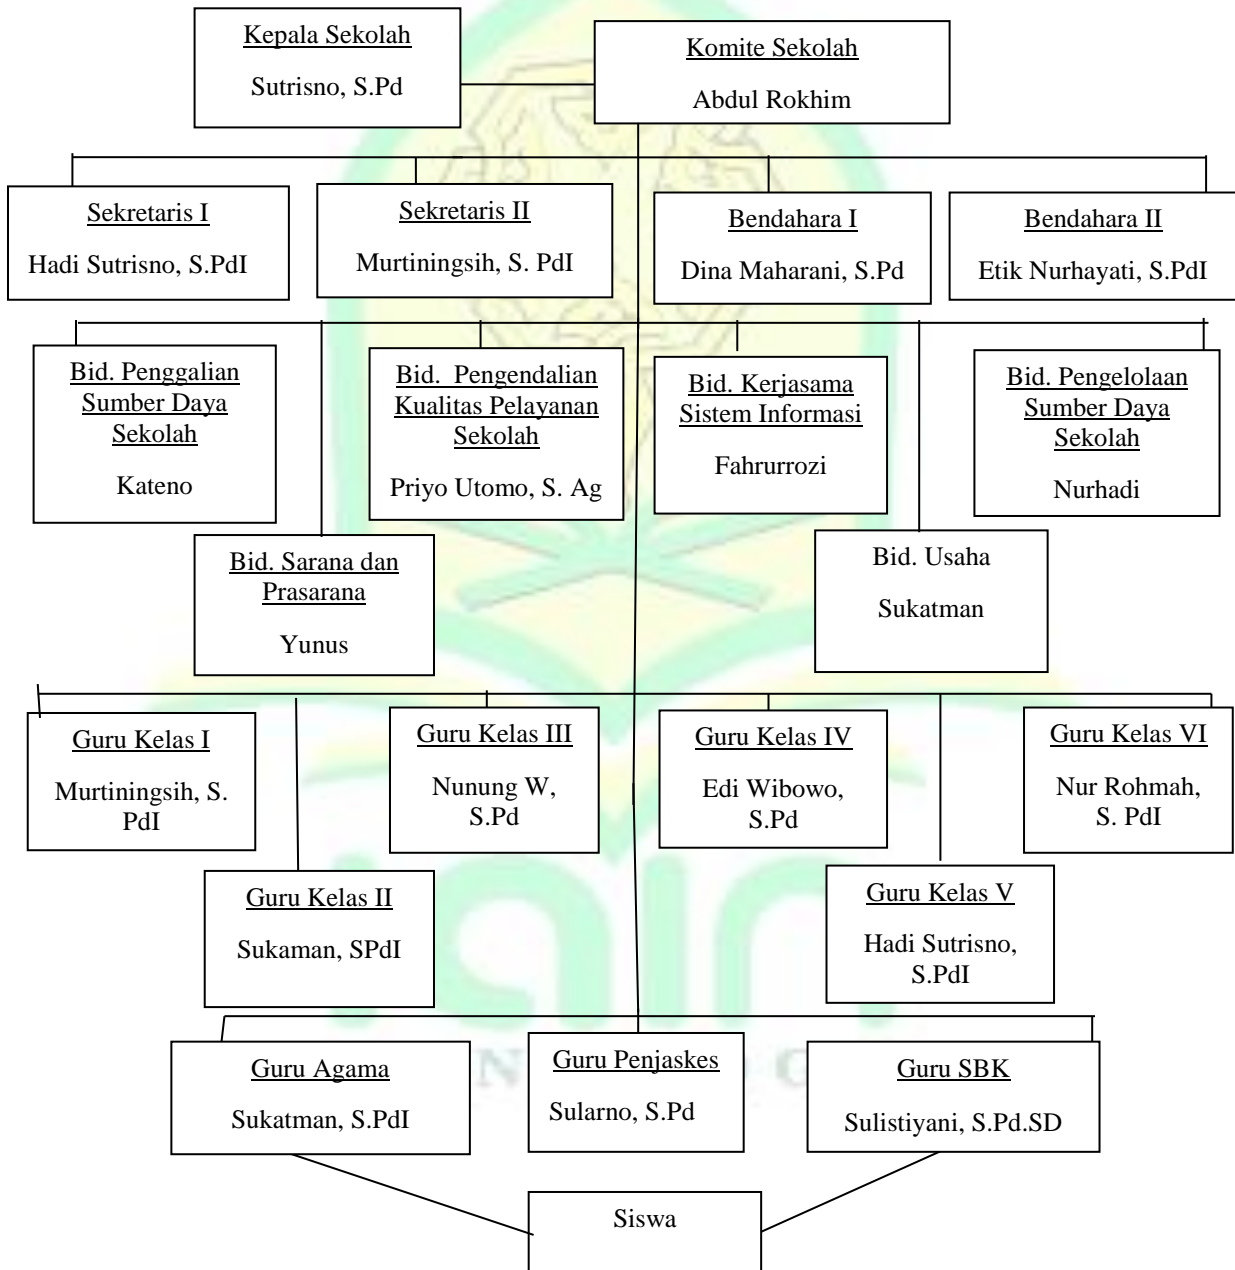 Kepala Sekolah
Sutrisno, S.Pd
Komite Sekolah
Abdul Rokhim
Sekretaris I
Hadi Sutrisno, S.PdI
Sekretaris II
Murtiningsih, S. PdI
Bendahara I
Dina Maharani, S.Pd
Bendahara II
Etik Nurhayati, S.PdI
Bid. Penggalian
Sumber Daya
Sekolah
Kateno
Bid. Pengendalian
Kualitas Pelayanan
Sekolah
Priyo Utomo, S. Ag
Bid. Kerjasama
Sistem Informasi
Fahrurrozi
Bid. Pengelolaan
Sumber Daya
Sekolah
Nurhadi
Bid. Sarana dan
Prasarana
Yunus
Bid. Usaha
Sukatman
Guru Kelas I
Murtiningsih, S.
PdI
Guru Kelas III
Nunung W,
S.Pd
Guru Kelas IV
Edi Wibowo,
S.Pd
Guru Kelas VI
Nur Rohmah,
S. PdI
Guru Kelas II
Sukaman, SPdI
Guru Kelas V
Hadi Sutrisno,
S.PdI
iain
Guru Agama
Sukatman, S.PdI
Guru Penjaskes
Sularno, S.Pd
Guru SBK
Sulistiyani, S.Pd.SD
Siswa